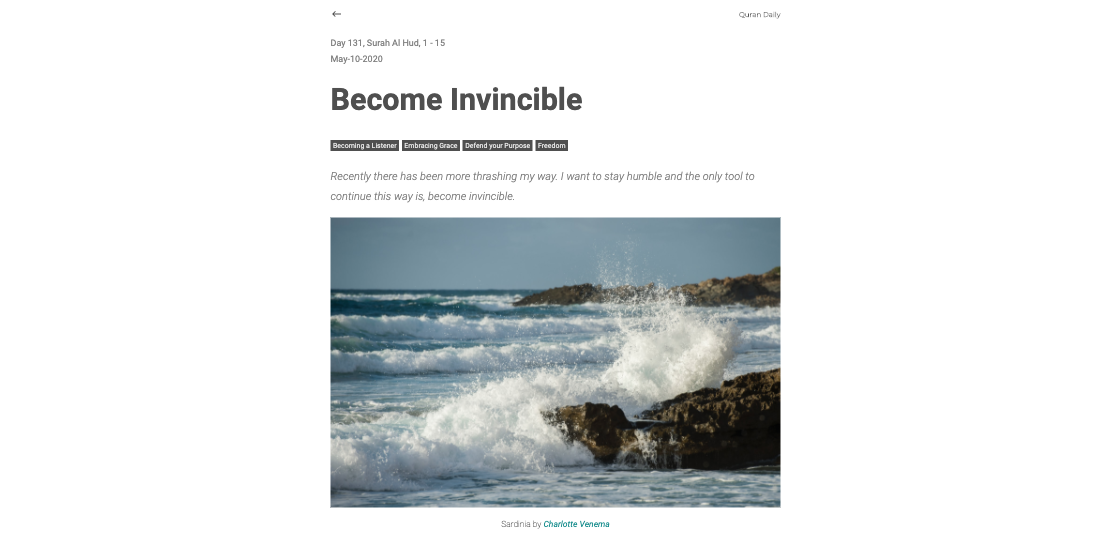 Quran Daily
Day 131, Surah Al Hud, 1 - 15
May-10-2020
Become Invincible
Becoming a Listener Embracing Grace Defend your Purpose Freedom
Recently there has been more thrashing my way. I want to stay humble and the only tool to
continue this way is, become invincible.
Sardinia by Charlotte Venema